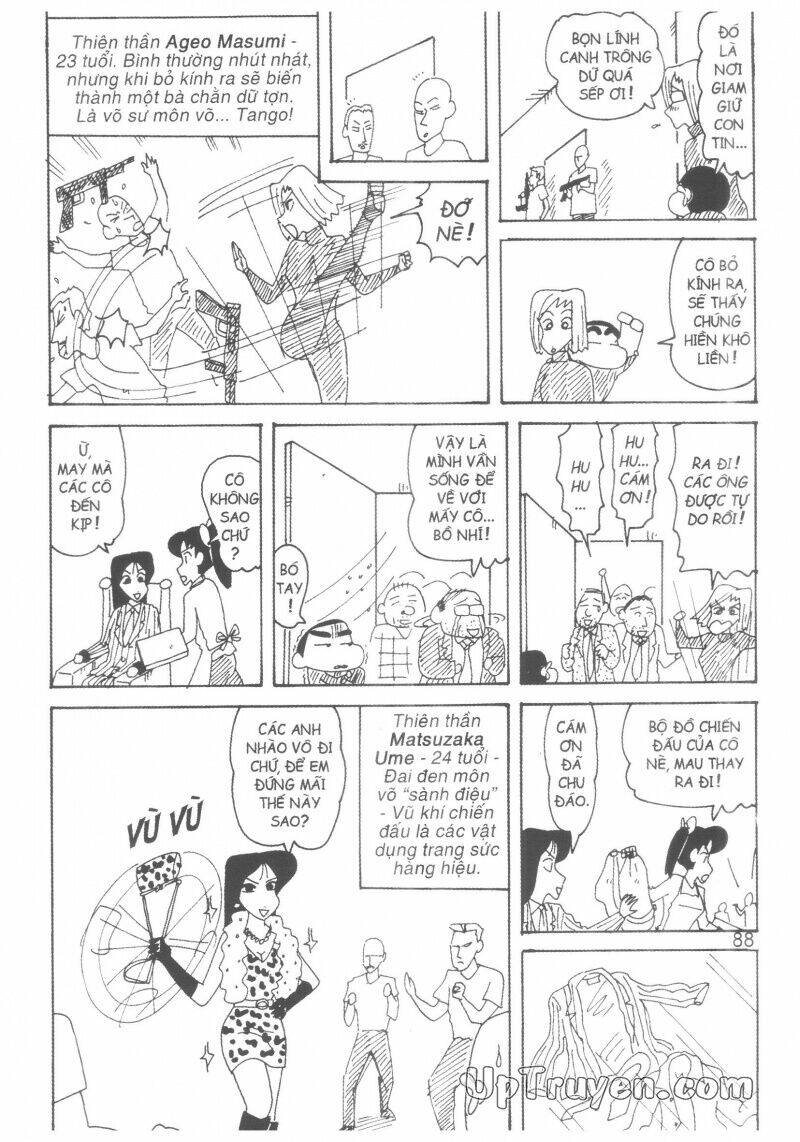 ĐÓ
LÀ
NƠI
GIAM
GIỮ
CON
TIN...
BỌN LÍNH
CANH TRÔNG
DỮ QUÁ
SẾP ƠI!
CÔ BỎ
KÍNH RA,
SẼ THẤY
CHÚNG
HIỀN KHÔ
LIỀN!
Thiên thần Ageo Masumi -
23 tuổi. Bình thường nhút nhát,
nhưng khi bỏ kính ra sẽ biến
thành một bà chằn dữ tợn.
Là võ sư môn võ... Tango!
ĐỠ
NÈ!
RA ĐI!
CÁC ÔNG
ĐƯỢC TỰ
DO RỒI!
HU
HU...
CÁM
ƠN!
HU
HU
...
VẬY LÀ
MÌNH VẪN
SỐNG ĐỂ
VỀ VỚI
MẤY CÔ...
BỒ NHÍ!
BÓ
TAY!
CÔ
KHÔNG
SAO
CHỨ
?
Ừ,
MAY MÀ
CÁC CÔ
ĐẾN
KỊP!
BỘ ĐỒ CHIẾN
ĐẤU CỦA CÔ
NÈ, MAU THAY
RA ĐI!
CÁM
ƠN
ĐÃ
CHU
ĐÁO.
Thiên thần
Matsuzaka
Ume - 24 tuổi -
Đai đen môn
võ “sành điệu”
- Vũ khí chiến
đấu là các vật
dụng trang sức
hàng hiệu.
CÁC ANH
NHÀO VÔ ĐI
CHỨ, ĐỂ EM
ĐỨNG MÃI
THẾ NÀY
SAO?
VÙ VÙ
88
UpTruyen.com